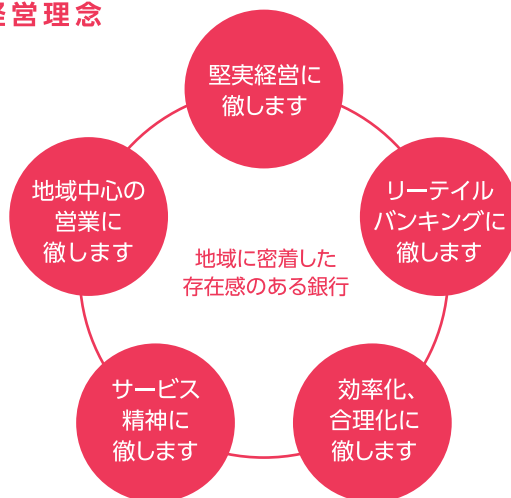 経営理念
堅実経営に
徹します
リーテイル
バンキングに
徹します
効率化、
合理化に
徹します
サービス
精神に
徹します
地域中心の
営業に
徹します
地域に密着した
存在感のある銀行